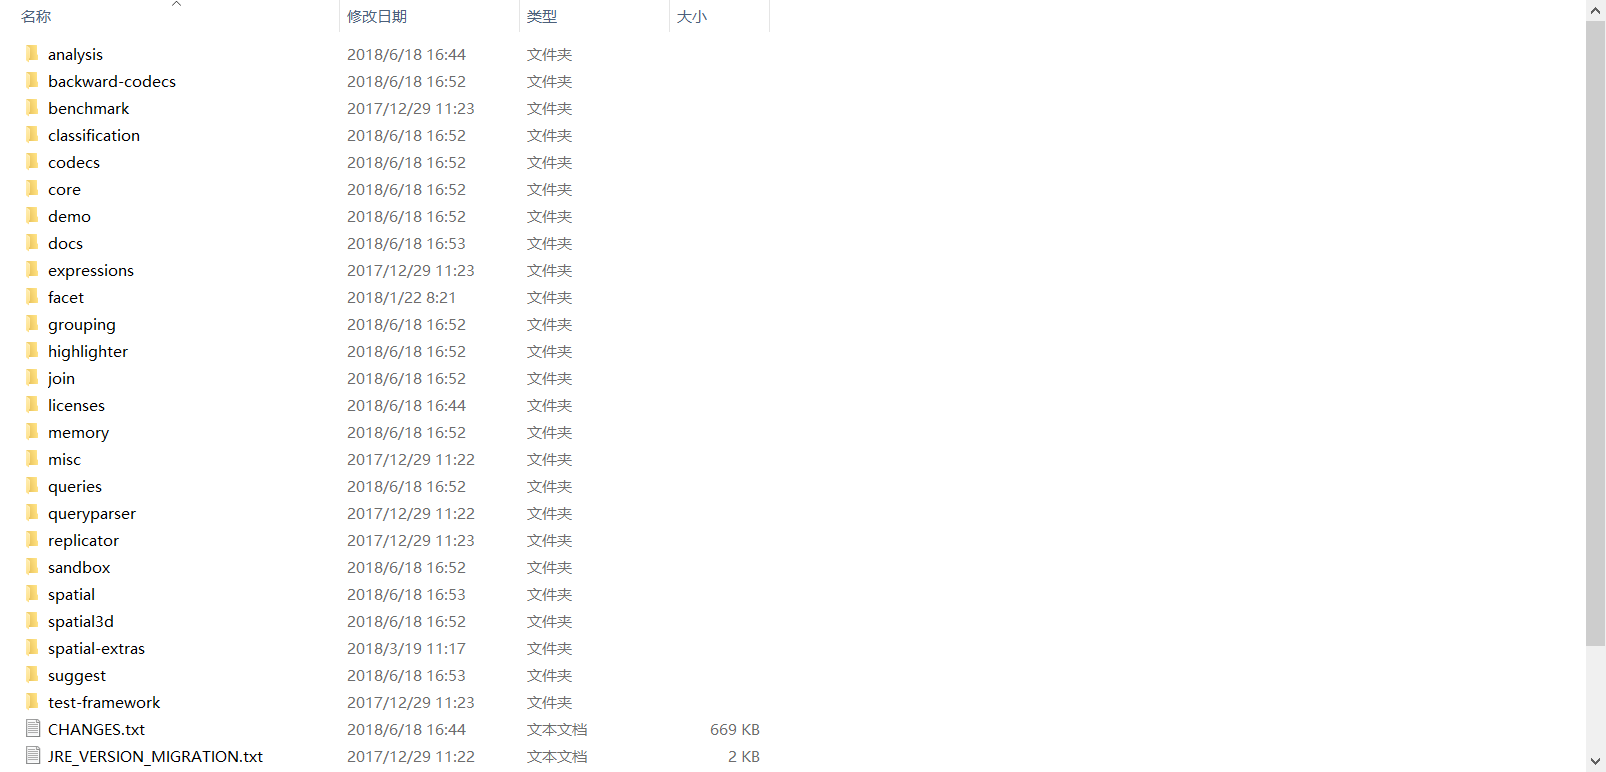 名称 修改日期 类型 大小
analysis 2018/6/18 16:44 文件夹
backward-codecs 2018/6/18 16:52 文件夹
benchmark 2017/12/29 11:23 文件夹
classification 2018/6/18 16:52 文件夹
codecs 2018/6/18 16:52 文件夹
core 2018/6/18 16:52 文件夹
demo 2018/6/18 16:52 文件夹
docs 2018/6/18 16:53 文件夹
expressions 2017/12/29 11:23 文件夹
facet 2018/1/22 8:21 文件夹
grouping 2018/6/18 16:52 文件夹
highlighter 2018/6/18 16:52 文件夹
join 2018/6/18 16:52 文件夹
licenses 2018/6/18 16:44 文件夹
memory 2018/6/18 16:52 文件夹
misc 2017/12/29 11:22 文件夹
queries 2018/6/18 16:52 文件夹
queryparser 2017/12/29 11:22 文件夹
replicator 2017/12/29 11:23 文件夹
sandbox 2018/6/18 16:52 文件夹
spatial 2018/6/18 16:53 文件夹
spatial3d 2018/6/18 16:52 文件夹
spatial-extras 2018/3/19 11:17 文件夹
suggest 2018/6/18 16:53 文件夹
test-framework 2017/12/29 11:23 文件夹
CHANGES.txt 2018/6/18 16:44 文本文档 669 KB
JRE_VERSION_MIGRATION.txt 2017/12/29 11:22 文本文档 2 KB